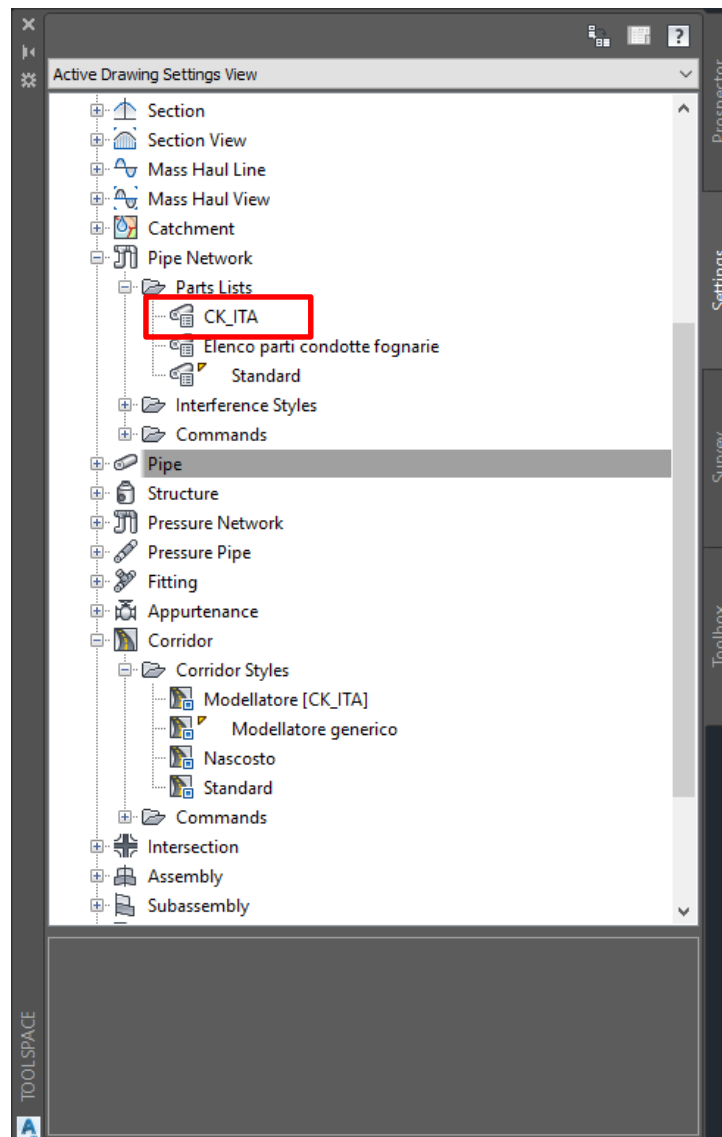 Active Drawing Settings View
Section
Section View
Mass Haul Line
Mass Haul View
Catchment
Pipe Network
Parts Lists
CK_ITA
Elenco parti condotte fognarie
Standard
Interference Styles
Commands
Pipe
Structure
Pressure Network
Pressure Pipe
Fitting
Appurtenance
Corridor
Corridor Styles
Modellatore [CK_ITA]
Modellatore generico
Nascosto
Standard
Commands
Intersection
Assembly
Subassembly
Prospector
Settings
Survey
Toolbox
TOOLSPACE